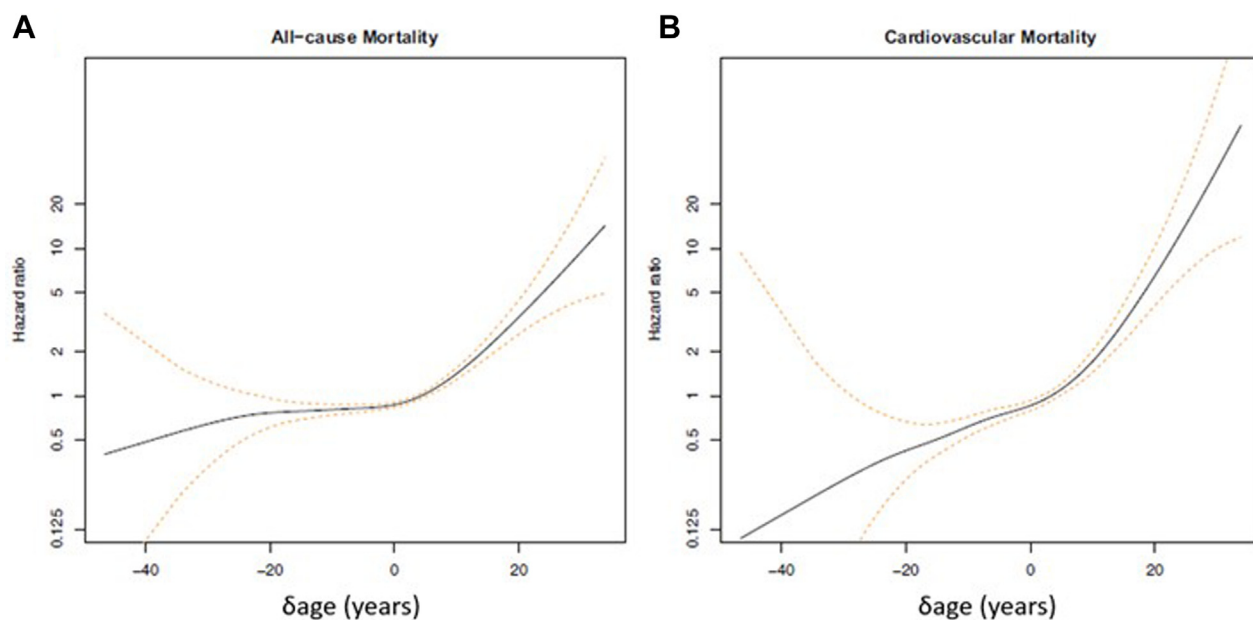 A
All-cause Mortality
Hazard ratio
20
10
5
2
1
0.5
0.125
-40
-20
0
20
δage (years)
B
Cardiovascular Mortality
Hazard ratio
20
10
5
2
1
0.5
0.125
-40
-20
0
20
δage (years)